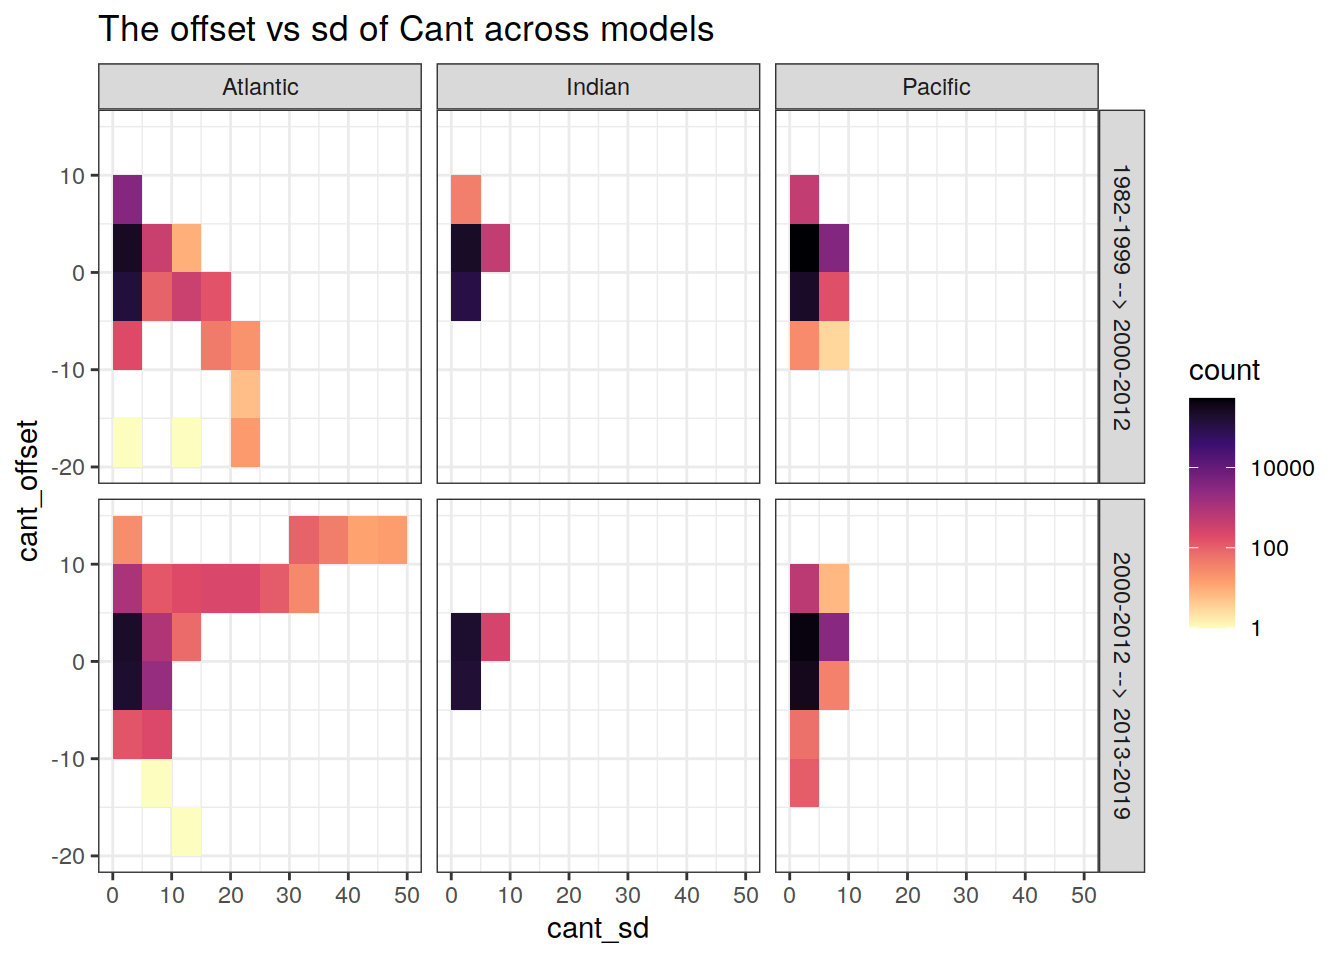 The offset vs sd of Cant across models
Atlantic
Indian
Pacific
1982-1999 --> 2000-2012
2000-2012 --> 2013-2019
cant_offset
10
0
-10
-20
10
0
-10
-20
0 10 20 30 40 50
0 10 20 30 40 50
0 10 20 30 40 50
cant_sd
count
10000
100
1